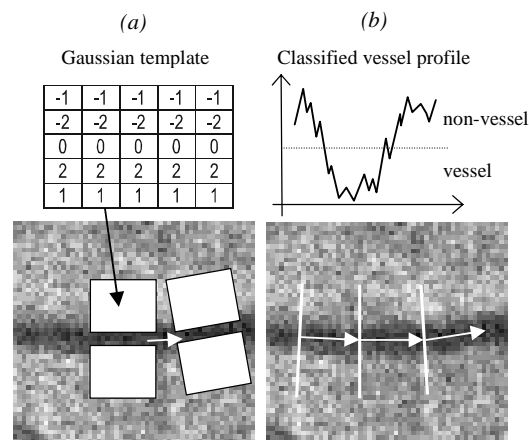 (a)
Gaussian template
-1 -1 -1 -1 -1
-2 -2 -2 -2 -2
0 0 0 0 0
2 2 2 2 2
1 1 1 1 1
(b)
Classified vessel profile
non-vessel
vessel